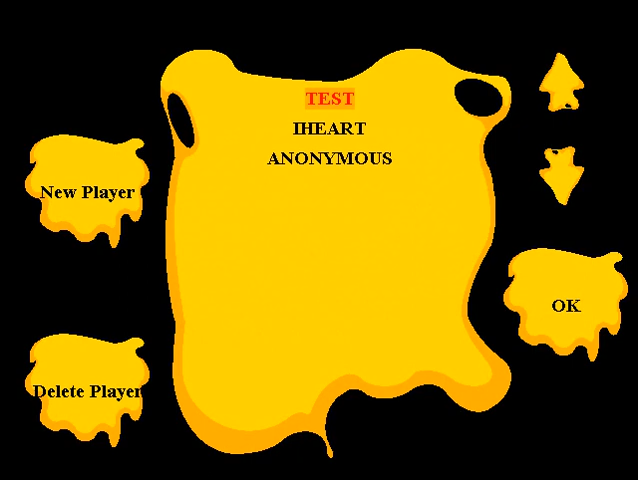 TEST
IHEART
ANONYMOUS
New Player
OK
Delete Player